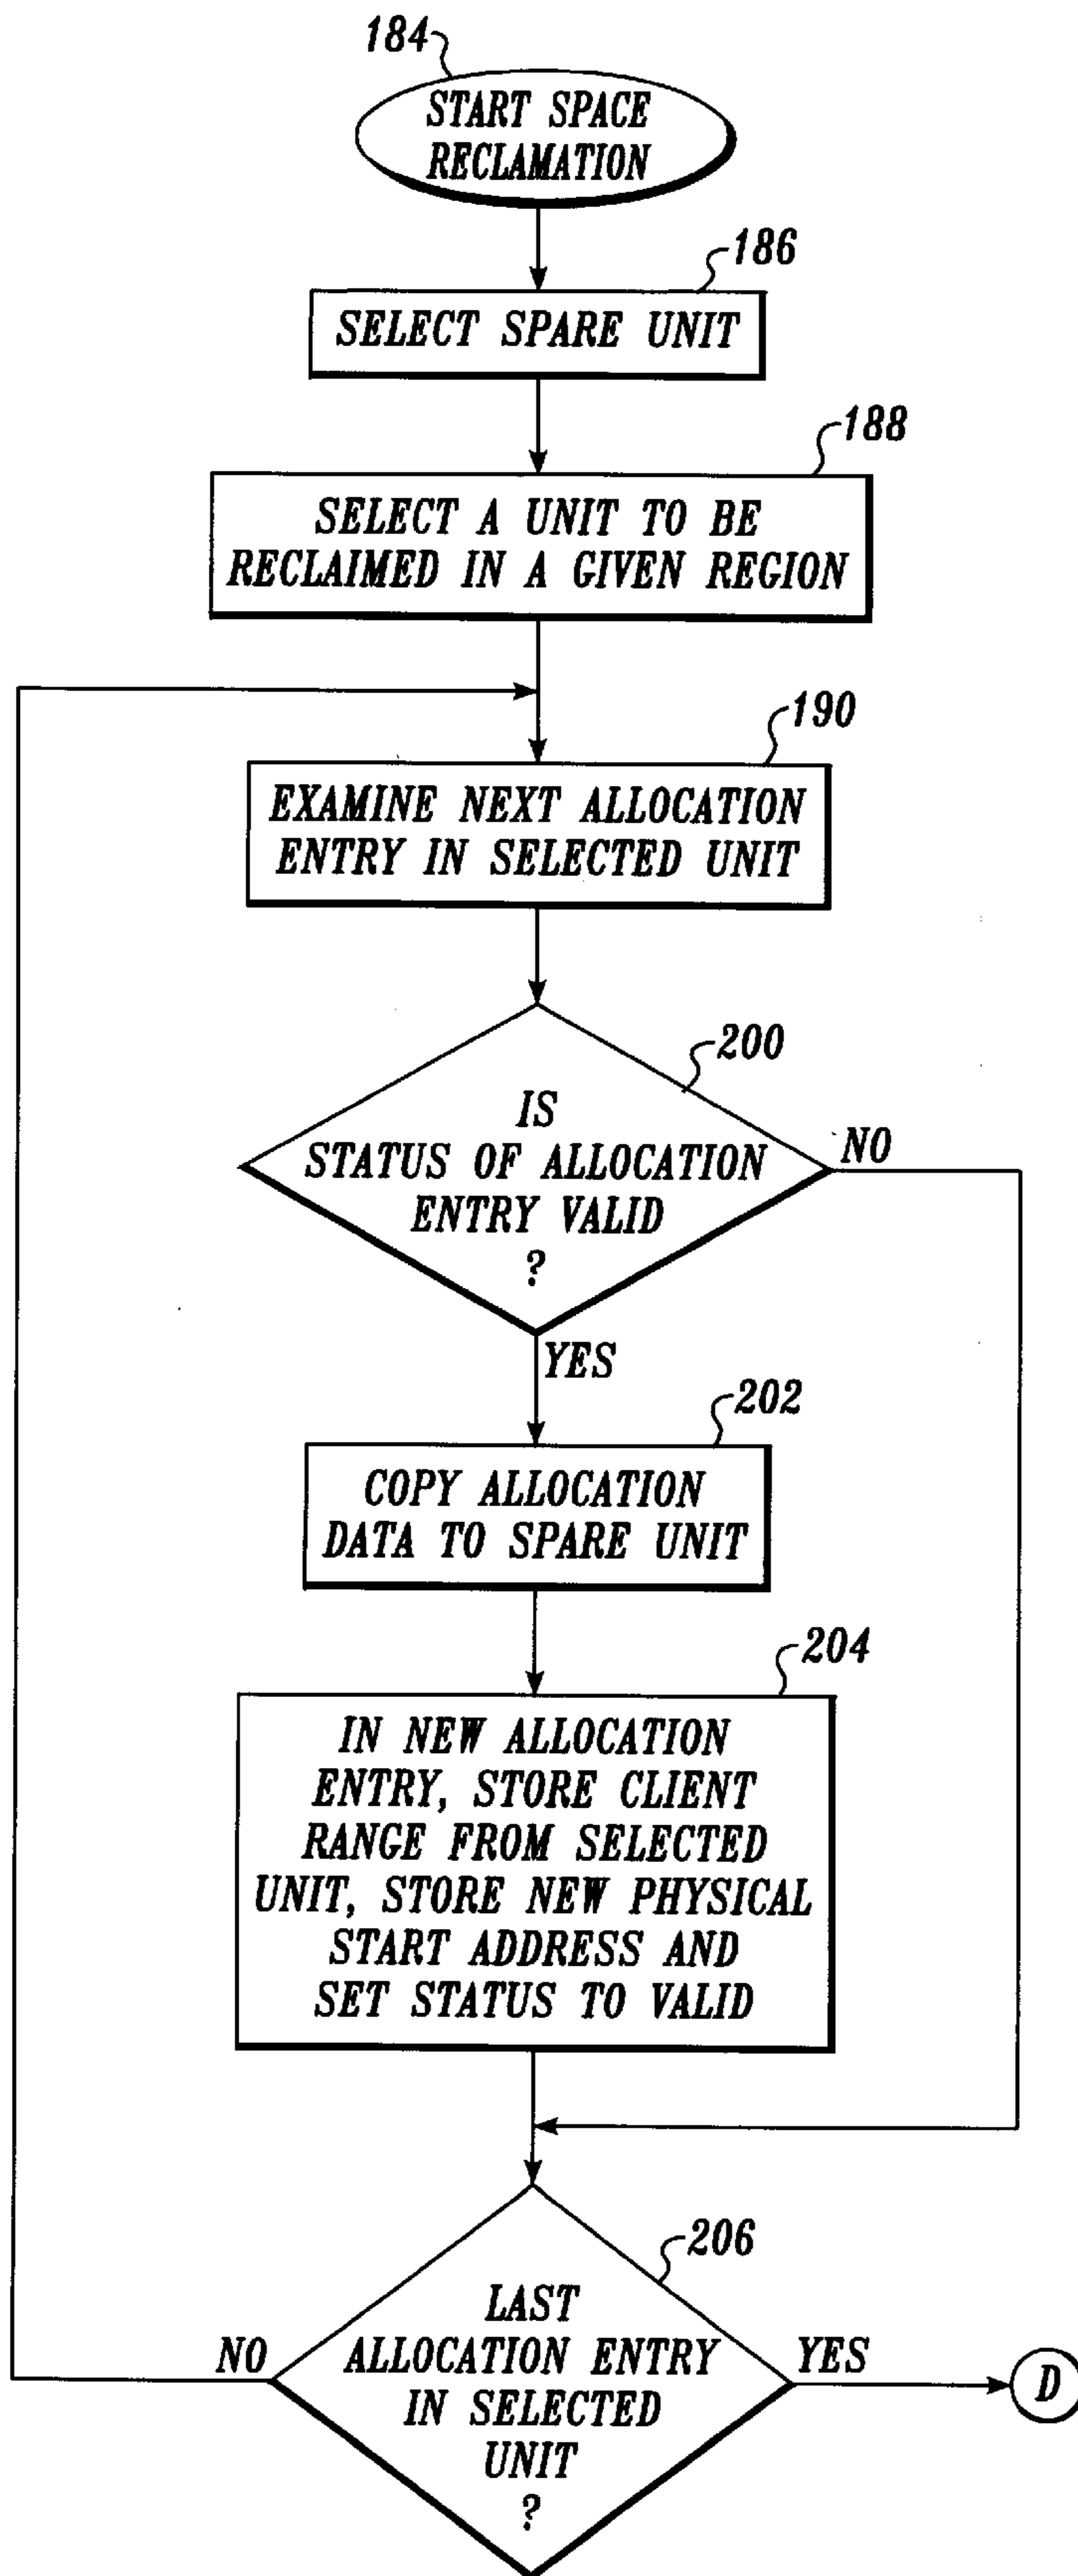 184
START SPACE
RECLAMATION
186
SELECT SPARE UNIT
188
SELECT A UNIT TO BE
RECLAIMED IN A GIVEN REGION
190
EXAMINE NEXT ALLOCATION
ENTRY IN SELECTED UNIT
200
IS
STATUS OF ALLOCATION
ENTRY VALID
?
NO
YES
202
COPY ALLOCATION
DATA TO SPARE UNIT
204
IN NEW ALLOCATION
ENTRY, STORE CLIENT
RANGE FROM SELECTED
UNIT, STORE NEW PHYSICAL
START ADDRESS AND
SET STATUS TO VALID
206
LAST
ALLOCATION ENTRY
IN SELECTED
UNIT
?
NO
YES
D